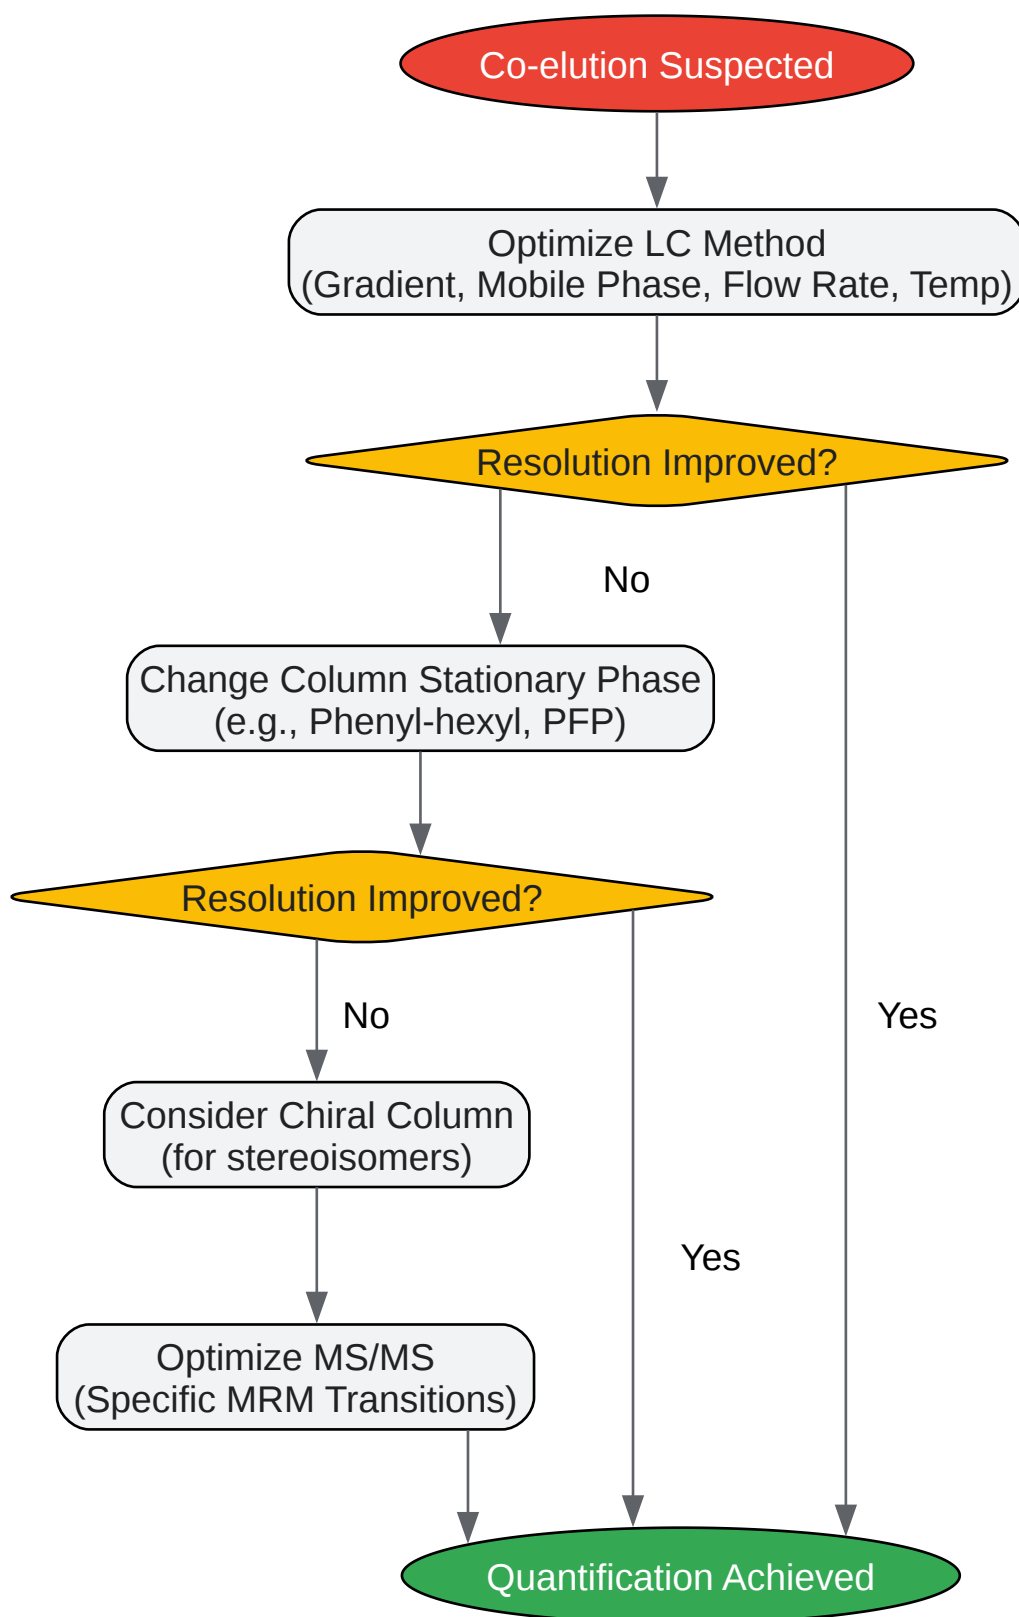 Co-elution Suspected
Optimize LC Method
(Gradient, Mobile Phase, Flow Rate, Temp)
Resolution Improved?
No
Change Column Stationary Phase
(e.g., Phenyl-hexyl, PFP)
Resolution Improved?
No
Yes
Consider Chiral Column
(for stereoisomers)
Yes
Optimize MS/MS
(Specific MRM Transitions)
Quantification Achieved